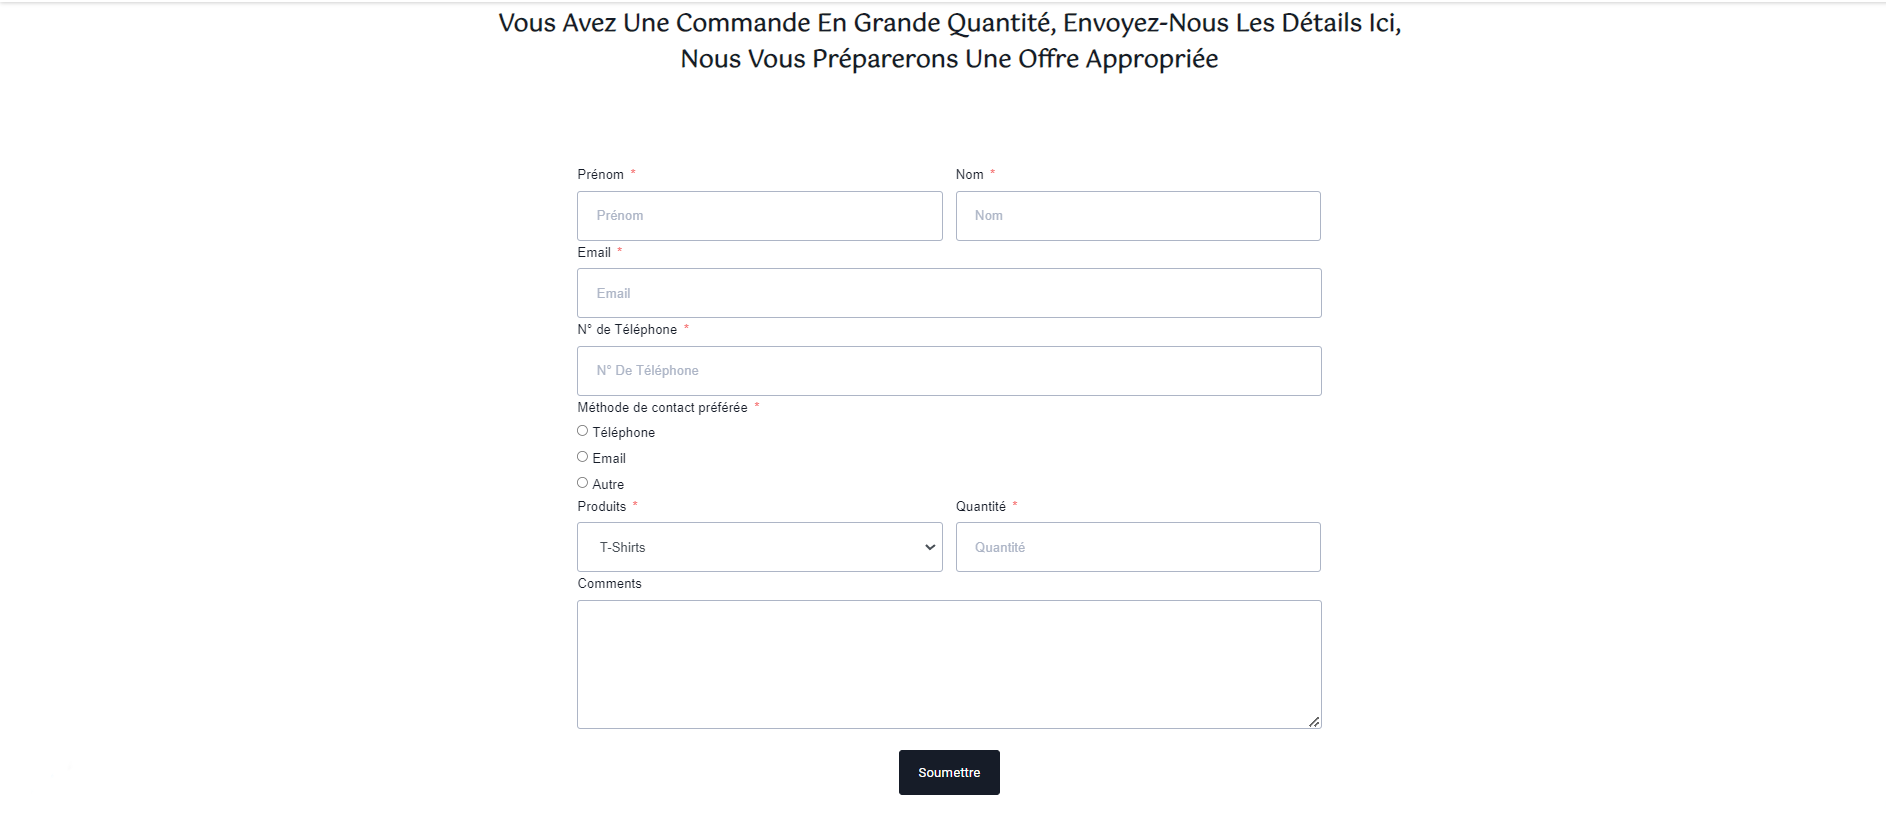 Vous Avez Une Commande En Grande Quantité, Envoyez-Nous Les Détails Ici,
Nous Vous Préparerons Une Offre Appropriée
Prénom * Nom *
Prénom Nom
Email *
Email
N° de Téléphone *
N° De Téléphone
Méthode de contact préférée *
Téléphone
Email
Autre
Produits * Quantité *
T-Shirts Quantité
Comments
Soumettre